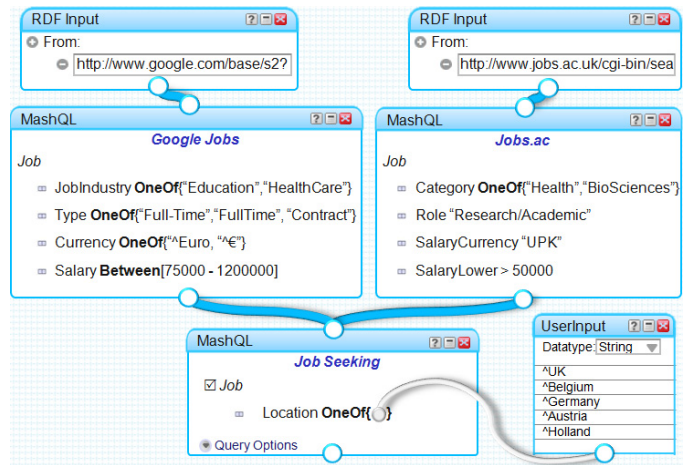 RDF Input
From:
http://www.google.com/base/s2?
RDF Input
From:
http://www.jobs.ac.uk/cgi-bin/sea
MashQL
Google Jobs
Job
JobIndustry OneOf{“Education”,“HealthCare”}
Type OneOf{“Full-Time”,“FullTime”, “Contract”}
Currency OneOf{“^Euro, “^€”}
Salary Between[75000 - 1200000]
MashQL
Jobs.ac
Job
Category OneOf{“Health”,“BioSciences”}
Role “Research/Academic”
SalaryCurrency “UPK”
SalaryLower > 50000
MashQL
Job Seeking
Job
Location OneOf{ }
Query Options
UserInput
Datatype: String
^UK
^Belgium
^Germany
^Austria
^Holland